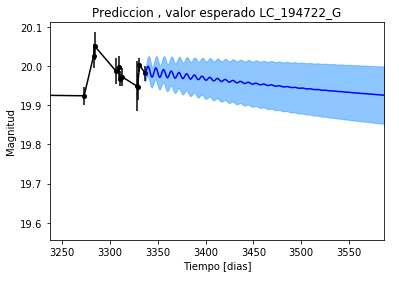 Prediccion , valor esperado LC_194722_G
20.1
20.0
19.9
19.8
19.7
19.6
Magnitud
3250 3300 3350 3400 3450 3500 3550
Tiempo [dias]